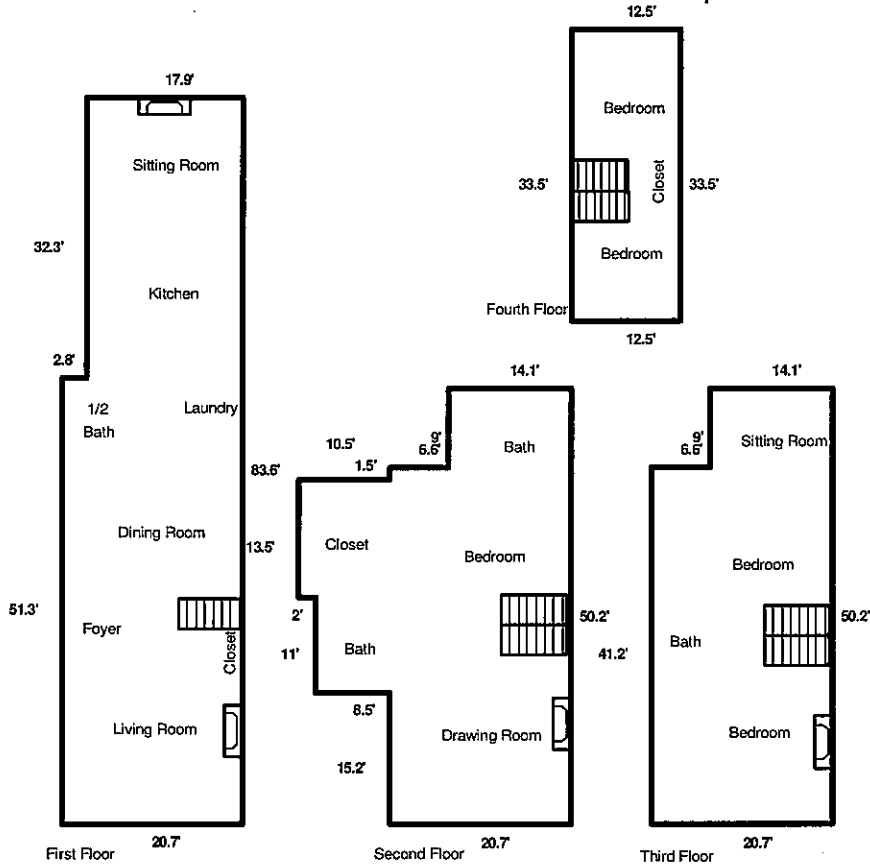 12.5'
17.9'
Bedroom
Sitting Room
33.5'
Closet
33.5'
32.3'
Bedroom
Kitchen
Fourth Floor
12.5'
2.8'
14.1'
14.1'
1/2
Bath
Laundry
10.5'
6.6'
9'
Bath
6.6'
9'
Sitting Room
83.6'
1.5'
Dining Room
13.5'
Closet
Bedroom
Bedroom
51.3'
Foyer
2'
50.2'
50.2'
Closet
11'
Bath
41.2'
Bath
8.5'
Living Room
Drawing Room
Bedroom
15.2'
20.7'
20.7'
20.7'
First Floor
Second Floor
Third Floor